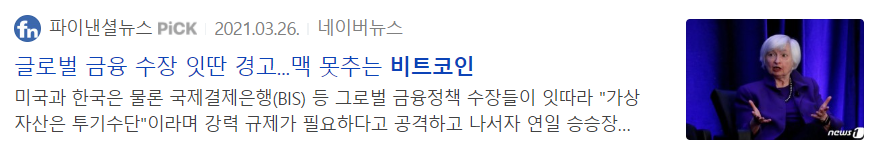 fn 파이낸셜뉴스 PiCK 2021.03.26. 네이버뉴스
글로벌 금융 수장 잇딴 경고...맥 못추는 비트코인
미국과 한국은 물론 국제결제은행(BIS) 등 그로벌 금융정책 수장들이 잇따라 "가상
자산은 투기수단"이라며 강력 규제가 필요하다고 공격하고 나서자 연일 승승장...
news1